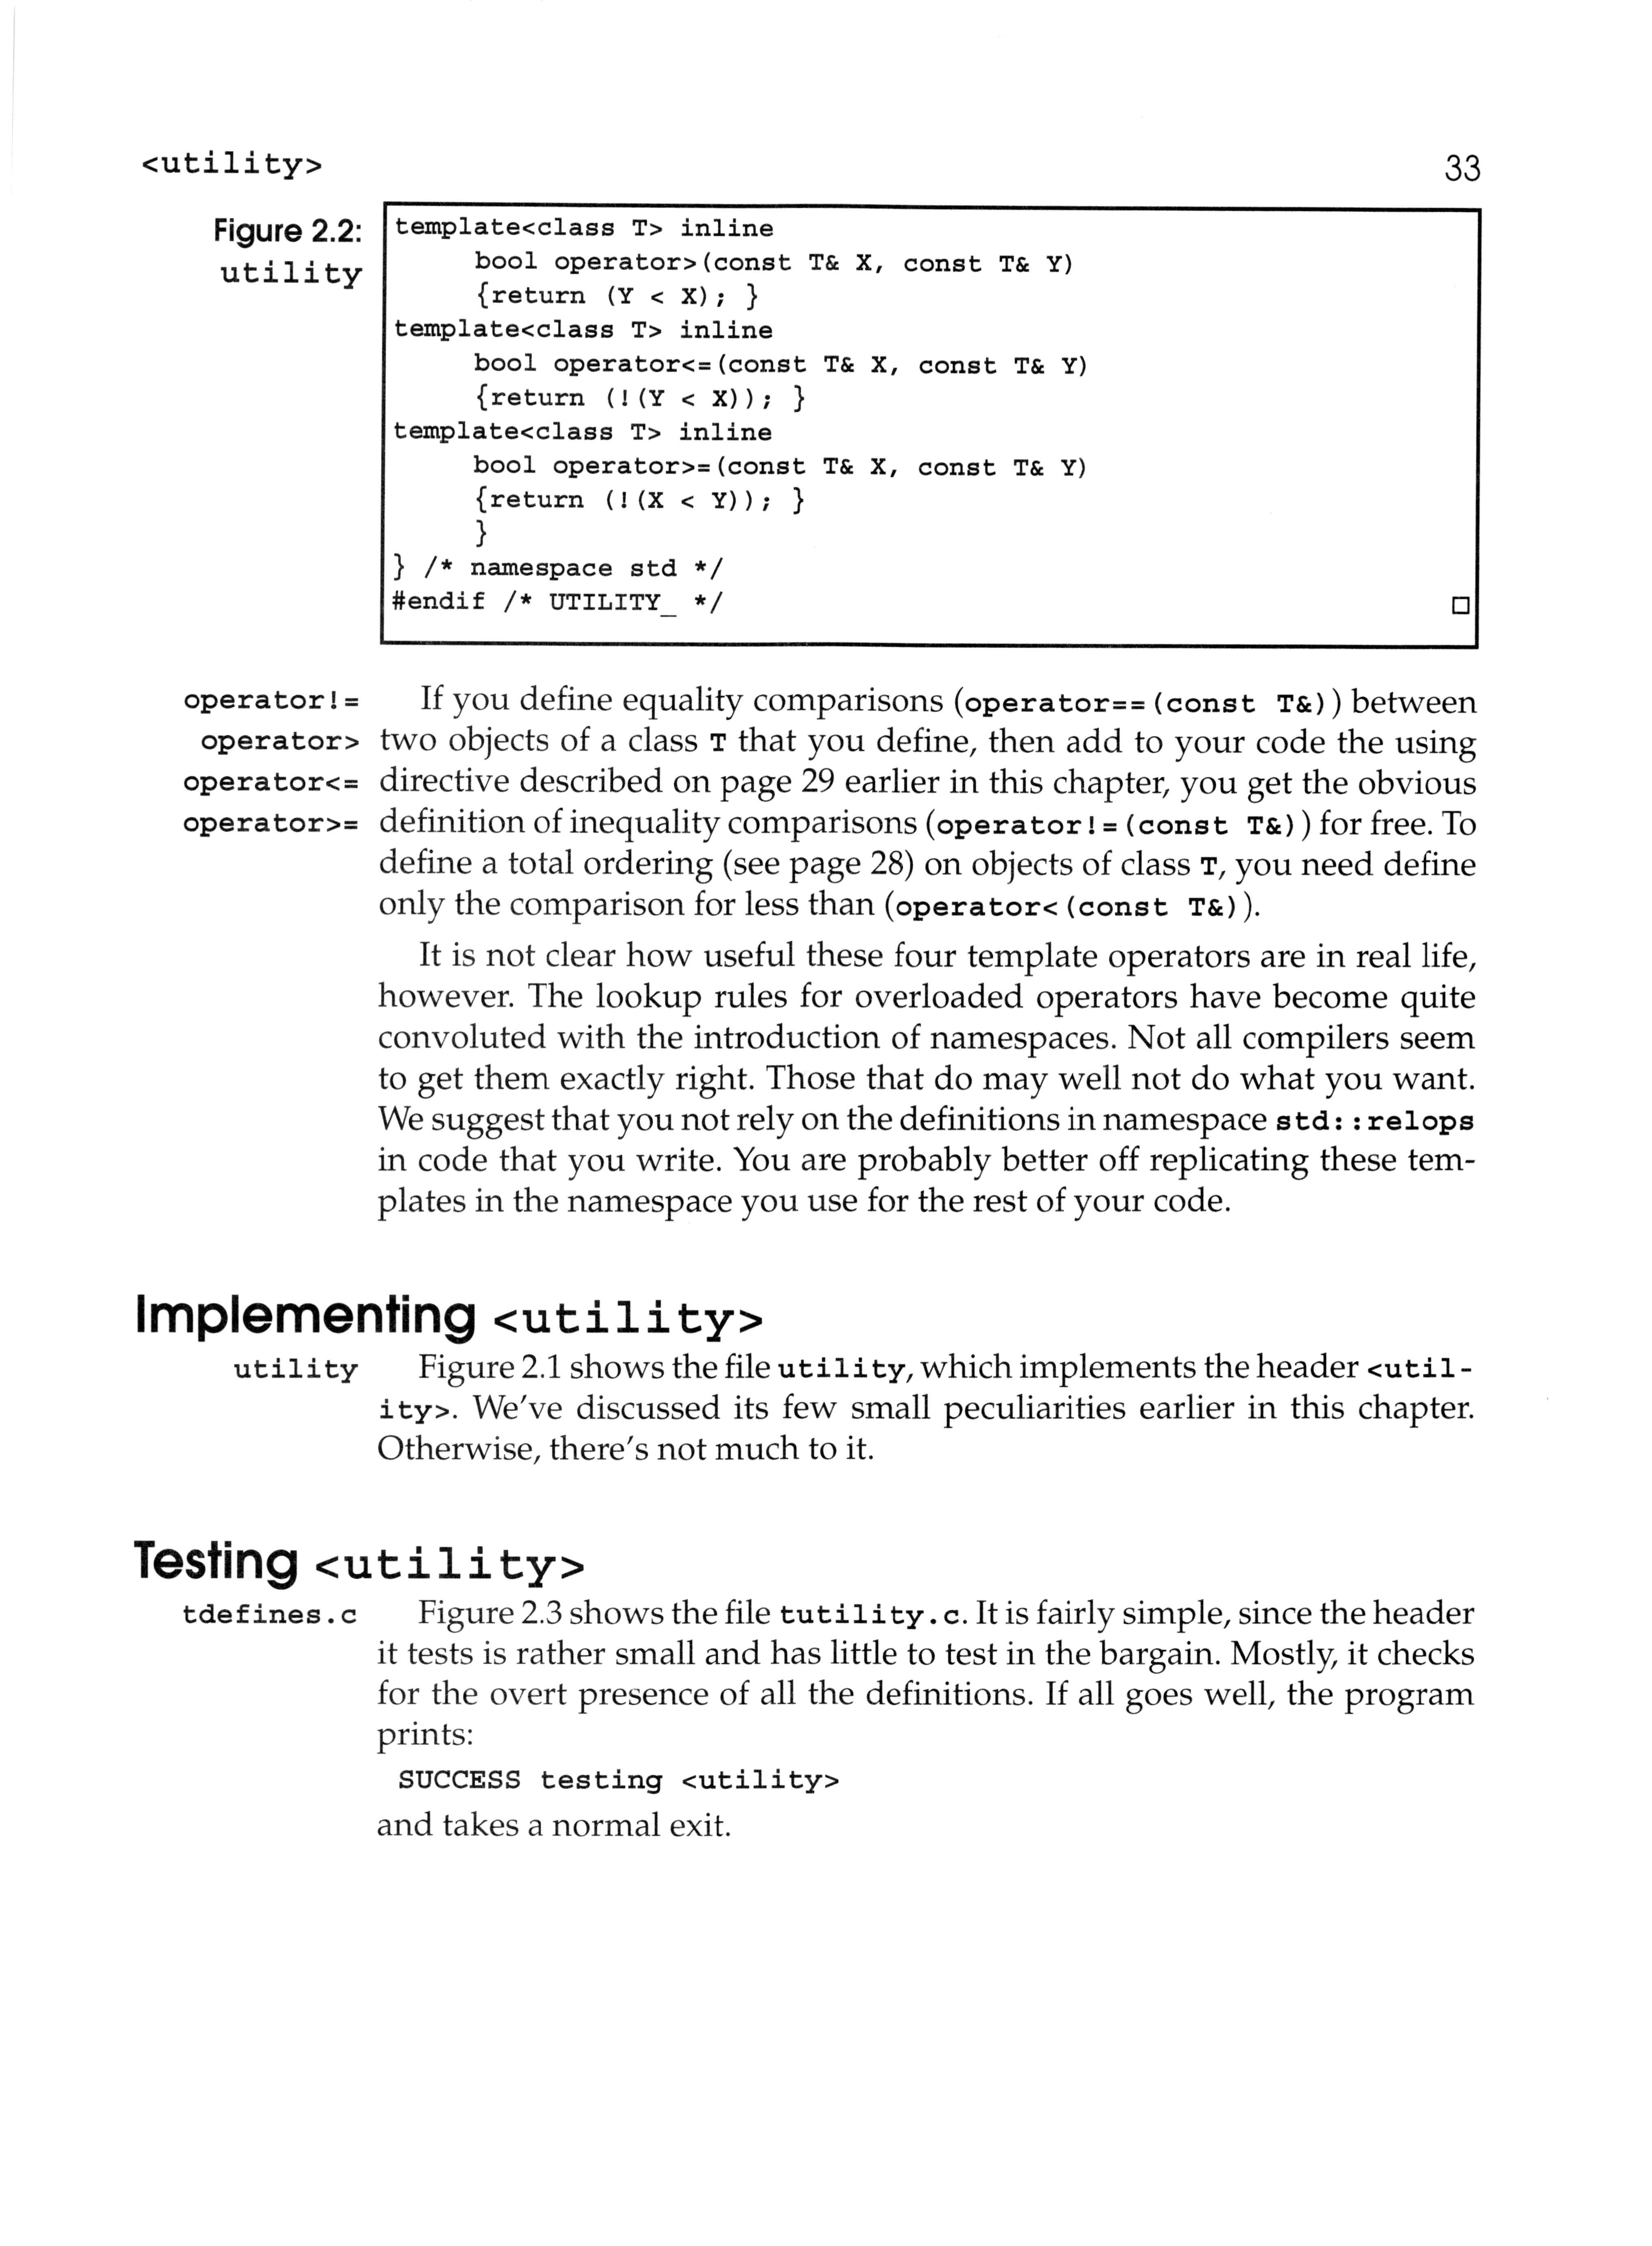 <utility>
33
Figure 2.2:
utility
template<class T> inline
bool operator>(const T& X, const T& Y)
{return (Y < X); }
template<class T> inline
bool operator<=(const T& X, const T& Y)
{return (!(Y < X)); }
template<class T> inline
bool operator>=(const T& X, const T& Y)
{return (!(X < Y)); }
}
} /* namespace std */
#endif /* UTILITY_ */
□
operator!=
operator>
operator<=
operator>=
If you define equality comparisons (operator==(const T&)) between
two objects of a class T that you define, then add to your code the using
directive described on page 29 earlier in this chapter, you get the obvious
definition of inequality comparisons (operator!=(const T&)) for free. To
define a total ordering (see page 28) on objects of class T, you need define
only the comparison for less than (operator<(const T&)).
It is not clear how useful these four template operators are in real life,
however. The lookup rules for overloaded operators have become quite
convoluted with the introduction of namespaces. Not all compilers seem
to get them exactly right. Those that do may well not do what you want.
We suggest that you not rely on the definitions in namespace std::relops
in code that you write. You are probably better off replicating these tem-
plates in the namespace you use for the rest of your code.
Implementing <utility>
utility
Figure 2.1 shows the file utility, which implements the header <util-
ity>. We've discussed its few small peculiarities earlier in this chapter.
Otherwise, there's not much to it.
Testing <utility>
tdefines.c
Figure 2.3 shows the file tutility.c. It is fairly simple, since the header
it tests is rather small and has little to test in the bargain. Mostly, it checks
for the overt presence of all the definitions. If all goes well, the program
prints:
SUCCESS testing <utility>
and takes a normal exit.